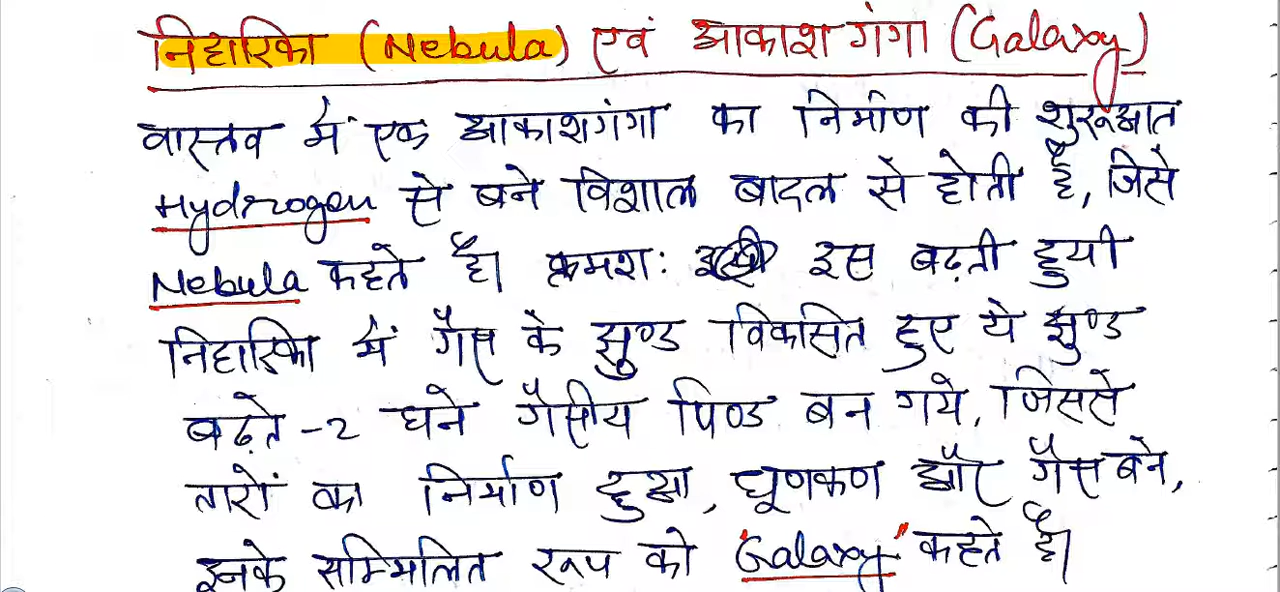 निहारिका (Nebula) एवं आकाश गंगा (Galaxy)
वास्तव में एक आकाशगंगा का निर्माण की शुरूआत
Hydrogen से बने विशाल बादल से होती है, जिसे
Nebula कहते है। क्रमश: इस बढ़ती हुयी
निहारिका में गैस के झुण्ड विकसित हुए ये झुण्ड
बढ़ते-2 घने गैसीय पिण्ड बन गये, जिससे
तारों का निर्माण हुआ, धूणकण और गैस बने,
इनके सम्मिलित रूप को "Galaxy" कहते है।